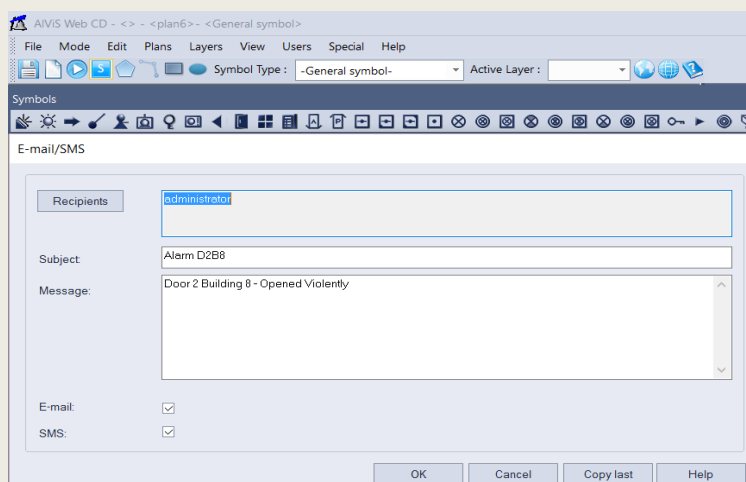 AlViS Web CD - <> - <plan6>- <General symbol>
File Mode Edit Plans Layers View Users Special Help
S Symbol Type : -General symbol- Active Layer :
Symbols
E-mail/SMS
Recipients administrator
Subject: Alarm D2B8
Message: Door 2 Building 8 - Opened Violently
E-mail:
SMS:
OK Cancel Copy last Help